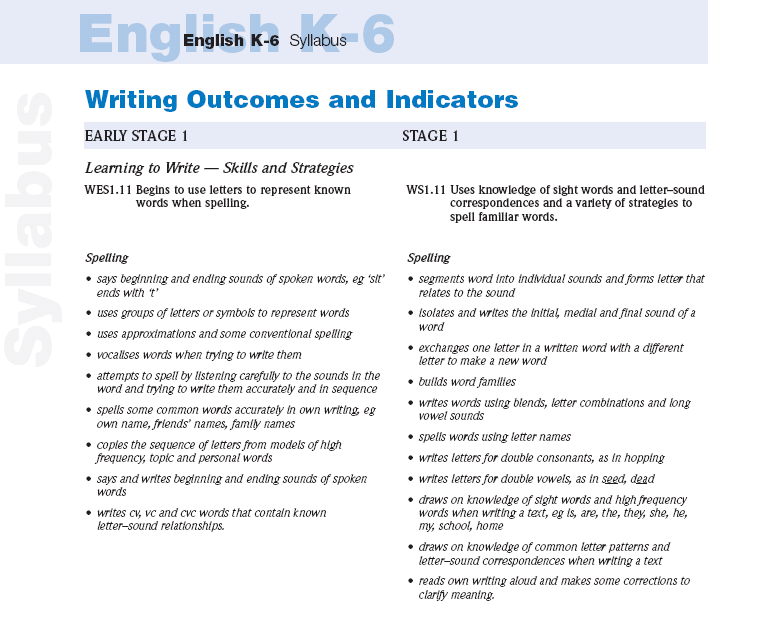 English K-6
English K-6 Syllabus
Syllabus
Writing Outcomes and Indicators
EARLY STAGE 1
STAGE 1
Learning to Write — Skills and Strategies
WES1.11 Begins to use letters to represent known
words when spelling.
Spelling
• says beginning and ending sounds of spoken words, eg ‘sit’
ends with ‘t’
• uses groups of letters or symbols to represent words
• uses approximations and some conventional spelling
• vocalises words when trying to write them
• attempts to spell by listening carefully to the sounds in the
word and trying to write them accurately and in sequence
• spells some common words accurately in own writing, eg
own name, friends’ names, family names
• copies the sequence of letters from models of high
frequency, topic and personal words
• says and writes beginning and ending sounds of spoken
words
• writes cv, vc and cvc words that contain known
letter–sound relationships.
WS1.11 Uses knowledge of sight words and letter–sound
correspondences and a variety of strategies to
spell familiar words.
Spelling
• segments word into individual sounds and forms letter that
relates to the sound
• isolates and writes the initial, medial and final sound of a
word
• exchanges one letter in a written word with a different
letter to make a new word
• builds word families
• writes words using blends, letter combinations and long
vowel sounds
• spells words using letter names
• writes letters for double consonants, as in hopping
• writes letters for double vowels, as in seed, dead
• draws on knowledge of sight words and high frequency
words when writing a text, eg is, are, the, they, she, he,
my, school, home
• draws on knowledge of common letter patterns and
letter–sound correspondences when writing a text
• reads own writing aloud and makes some corrections to
clarify meaning.